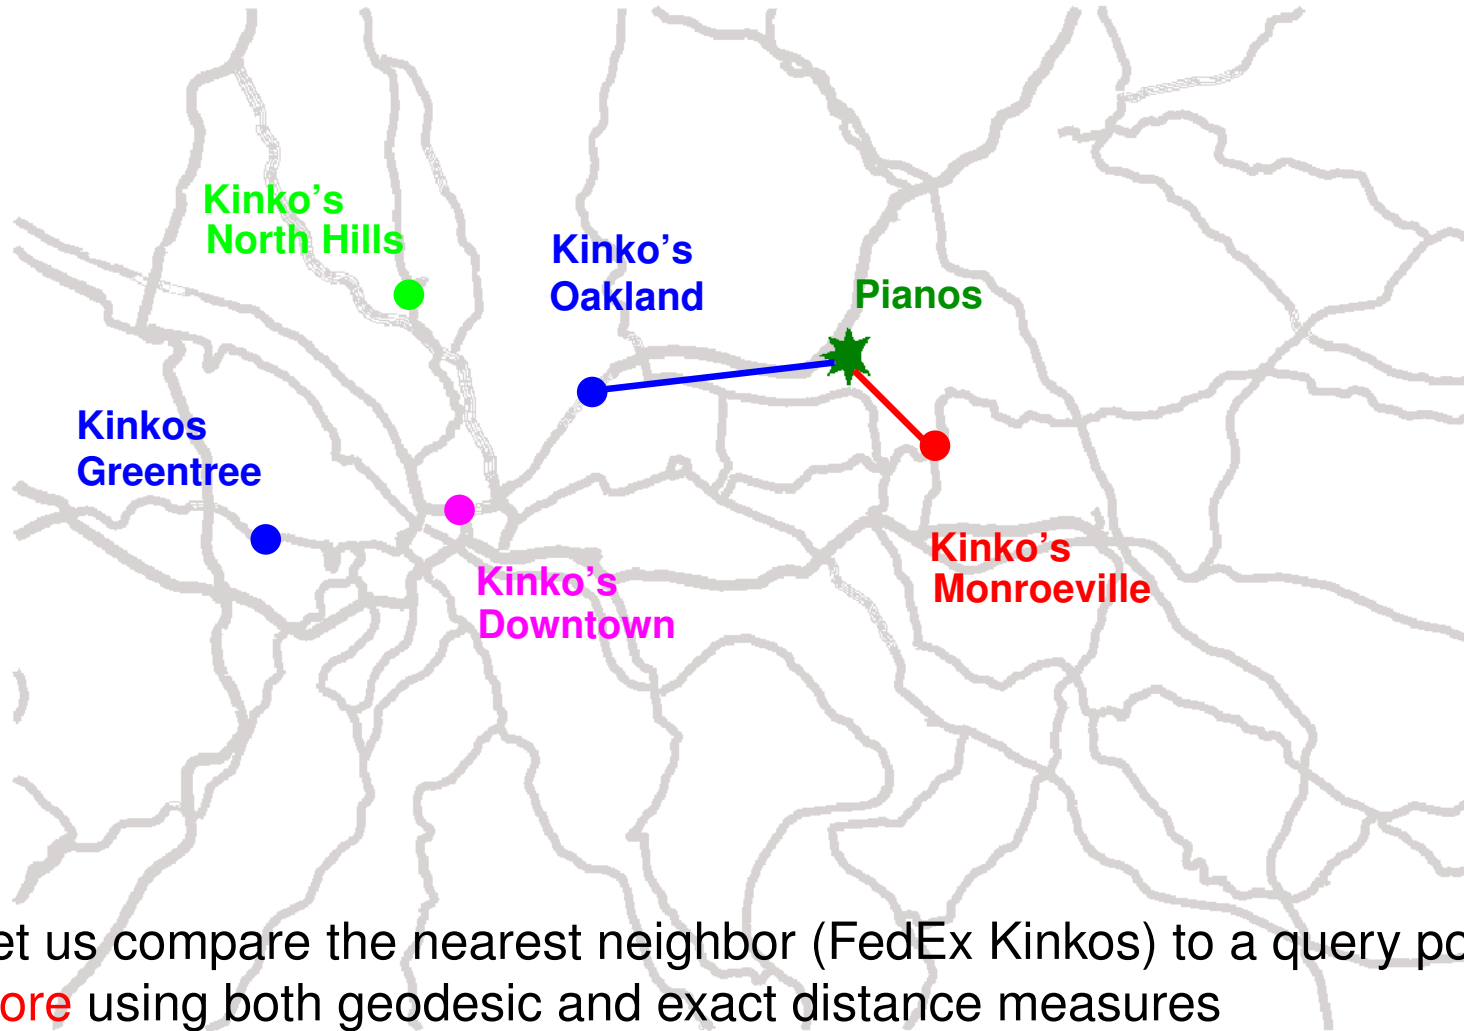 Kinko’s
North Hills
Kinko’s
Oakland
Pianos
Kinkos
Greentree
Kinko’s
Downtown
Kinko’s
Monroeville
et us compare the nearest neighbor (FedEx Kinkos) to a query po
ore using both geodesic and exact distance measures